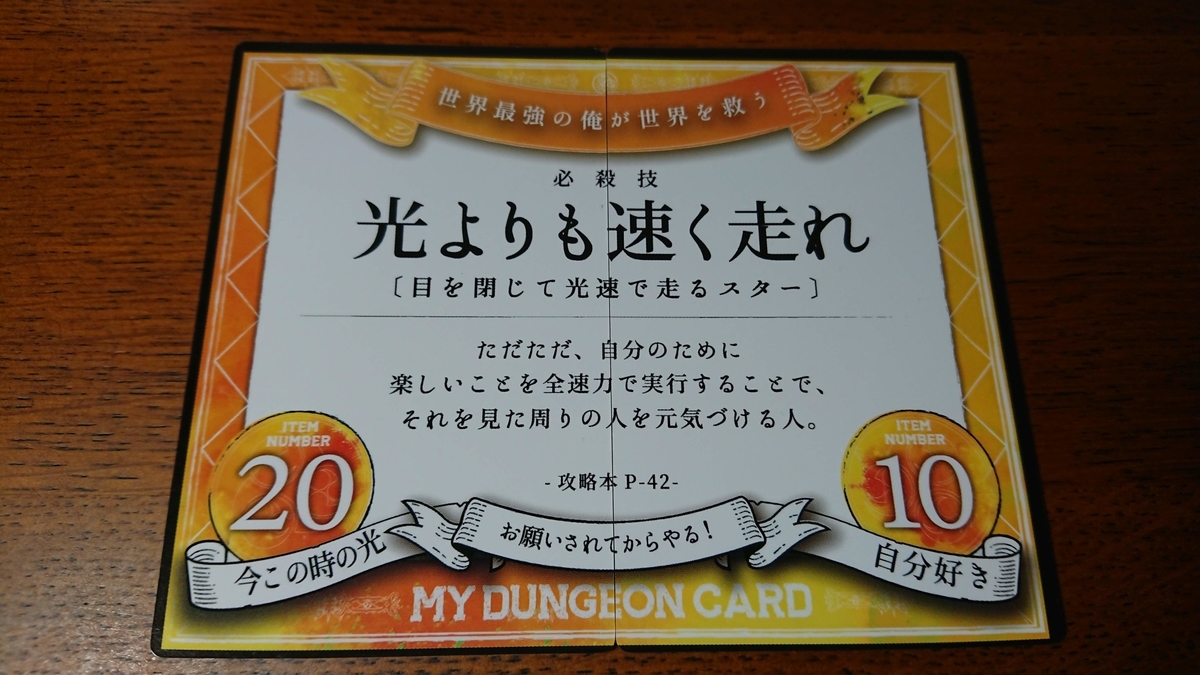 世界最強の俺が世界を救う
必殺技
光よりも速く走れ
〔目を閉じて光速で走るスター〕
ただただ、自分のために
楽しいことを全速力で実行することで、
それを見た周りの人を元気づける人。
-攻略本 P-42-
ITEM
NUMBER
20
今この時の光
お願いされてからやる!
ITEM
NUMBER
10
自分好き
MY DUNGEON CARD